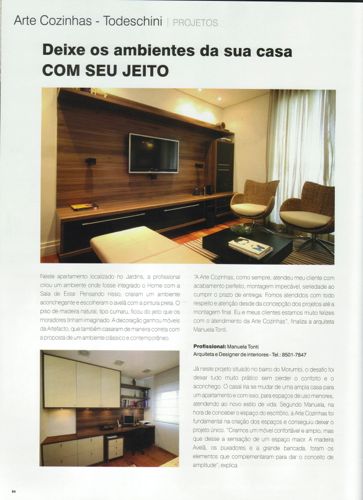 Arte Cozinhas - Todeschini | PROJETOS
Deixe os ambientes da sua casa
COM SEU JEITO
Neste apartamento localizado no Jardins, a profissional
criou um ambiente onde fosse integrado o Home com a
Sala de Estar. Pensando nisso, criaram um ambiente
aconchegante e escolheram o avelã com a pintura preta. O
piso de madeira natural, tipo cumaru, ficou do jeito que os
moradores tinham imaginado. A decoração ganhou móveis
da Artefacto, que também casaram de maneira correta com
a proposta de um ambiente clássico e contemporâneo.
"A Arte Cozinhas, como sempre, atendeu meu cliente com
acabamento perfeito, montagem impecável, seriedade ao
cumprir o prazo de entrega. Fomos atendidos com todo
respeito e atenção desde da concepção dos projetos até a
montagem final. Eu e meus clientes estamos muito felizes
com o atendimento da Arte Cozinhas", finaliza a arquiteta
Manuela Tonti.
Profissional: Manuela Tonti
Arquiteta e Designer de interiores - Tel.: 8501-7847
Já neste projeto situado no bairro do Morumbi, o desafio foi
deixar tudo muito prático sem perder o conforto e o
aconchego. O casal iria se mudar de uma ampla casa para
um apartamento e com isso, para espaços de uso menores,
atendendo ao novo estilo de vida. Segundo Manuela, na
hora de conceber o espaço do escritório, a Arte Cozinhas foi
fundamental na criação dos espaços e conseguiu deixar o
projeto único. "Criamos um móvel confortável e amplo, mas
que desse a sensação de um espaço maior. A madeira
Avelã, os puxadores e a grande bancada, foram os
elementos que complementaram para dar o conceito de
amplitude", explica